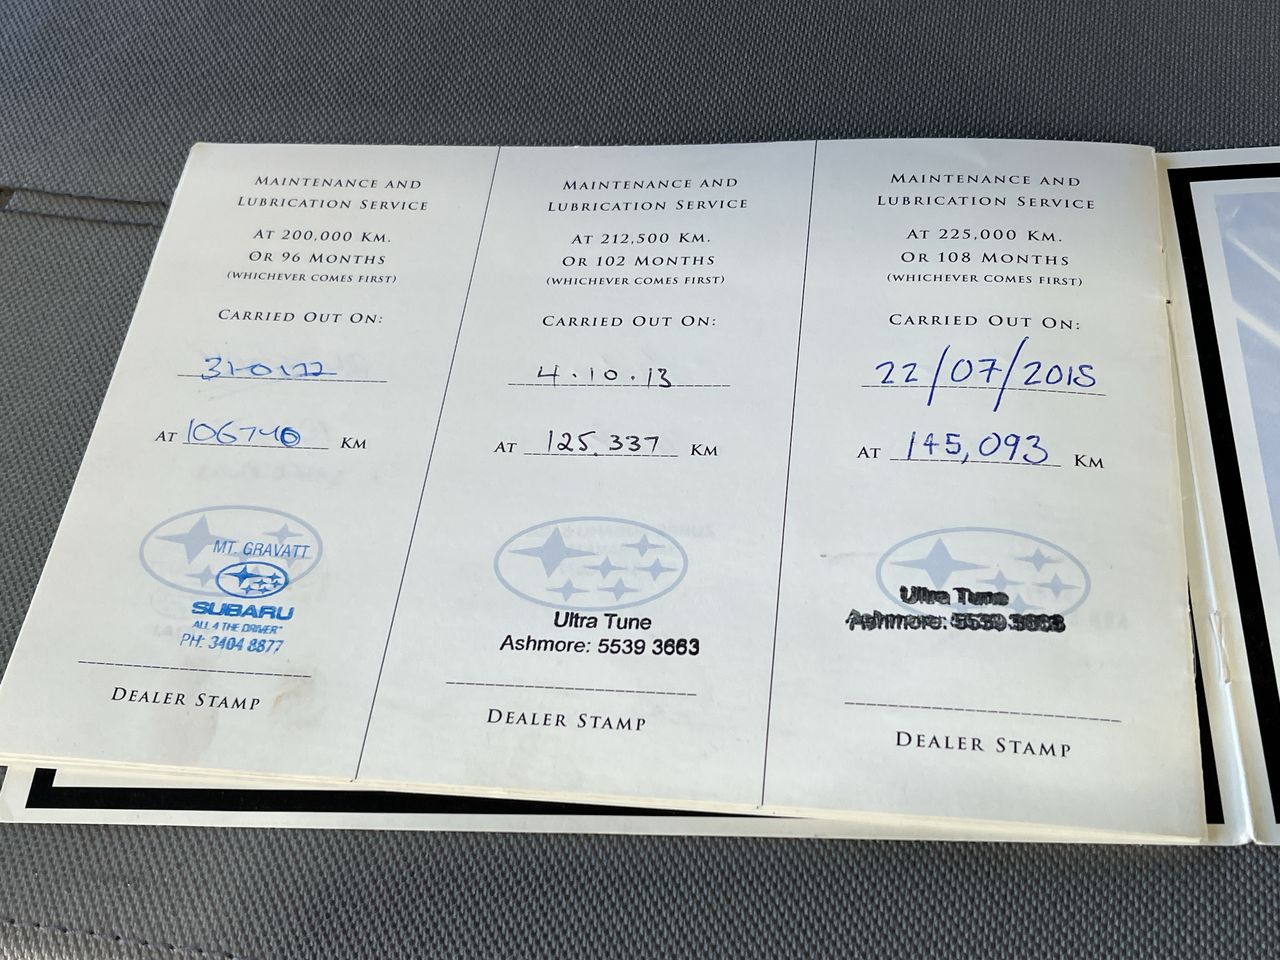 MAINTENANCE AND
LUBRICATION SERVICE
AT 200,000 KM.
OR 96 MONTHS
(WHICHEVER COMES FIRST)
CARRIED OUT ON:
AT 106740 KM
MT. GRAVATT
SUBARU
ALL 4 THE DRIVER
PH: 3404 8877
DEALER STAMP
MAINTENANCE AND
LUBRICATION SERVICE
AT 212,500 KM.
OR 102 MONTHS
(WHICHEVER COMES FIRST)
CARRIED OUT ON:
4.10.13
AT 125,337 KM
Ultra Tune
Ashmore: 5539 3663
DEALER STAMP
MAINTENANCE AND
LUBRICATION SERVICE
AT 225,000 KM.
OR 108 MONTHS
(WHICHEVER COMES FIRST)
CARRIED OUT ON:
22/07/2015
AT 145,093 KM
Ultra Tune
Ashmore: 5539 3663
DEALER STAMP